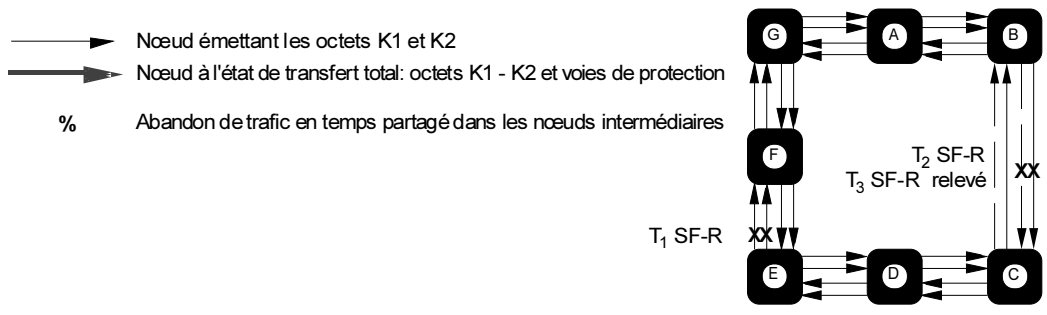 Nœud émettant les octets K1 et K2
Nœud à l'état de transfert total: octets K1 - K2 et voies de protection
% Abandon de trafic en temps partagé dans les nœuds intermédiaires
G A B
F
T2 SF-R
T3 SF-R relevé
XX
T1 SF-R XX
E D C